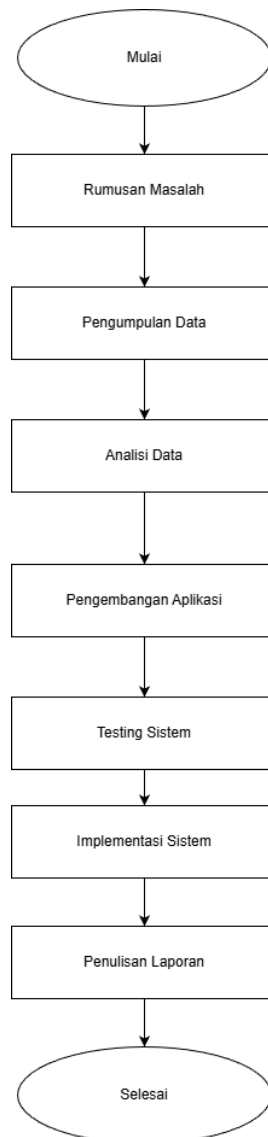 Mulai
Rumusan Masalah
Pengumpulan Data
Analisi Data
Pengembangan Aplikasi
Testing Sistem
Implementasi Sistem
Penulisan Laporan
Selesai